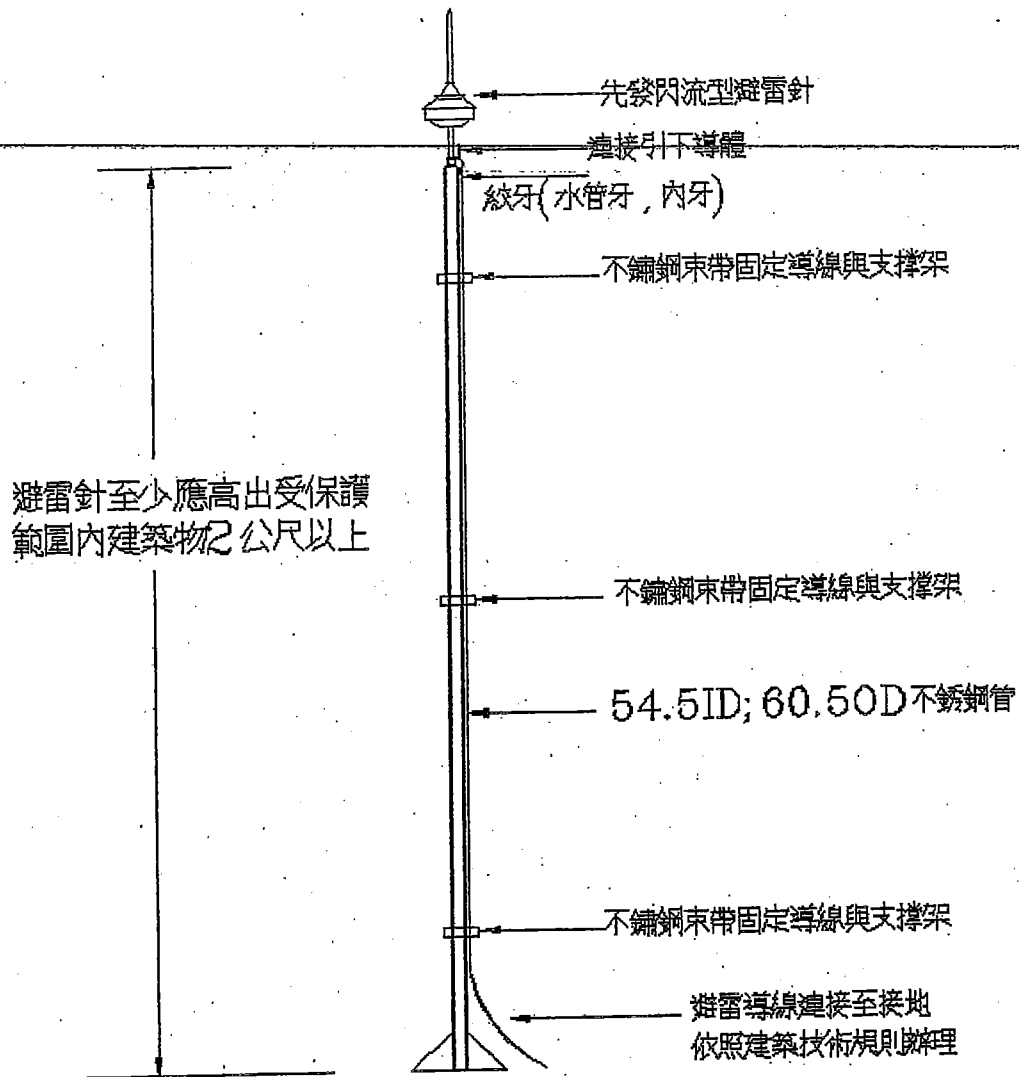 先發閃流型避雷針
連接引下導體
絞牙(水管牙,內牙)
不鏽鋼束帶固定導線與支撐架
避雷針至少應高出受保護
範圍內建築物2公尺以上
不鏽鋼束帶固定導線與支撐架
54.5ID; 60.5OD不銹鋼管
不鏽鋼束帶固定導線與支撐架
避雷導線連接至接地
依照建築技術規則辦理